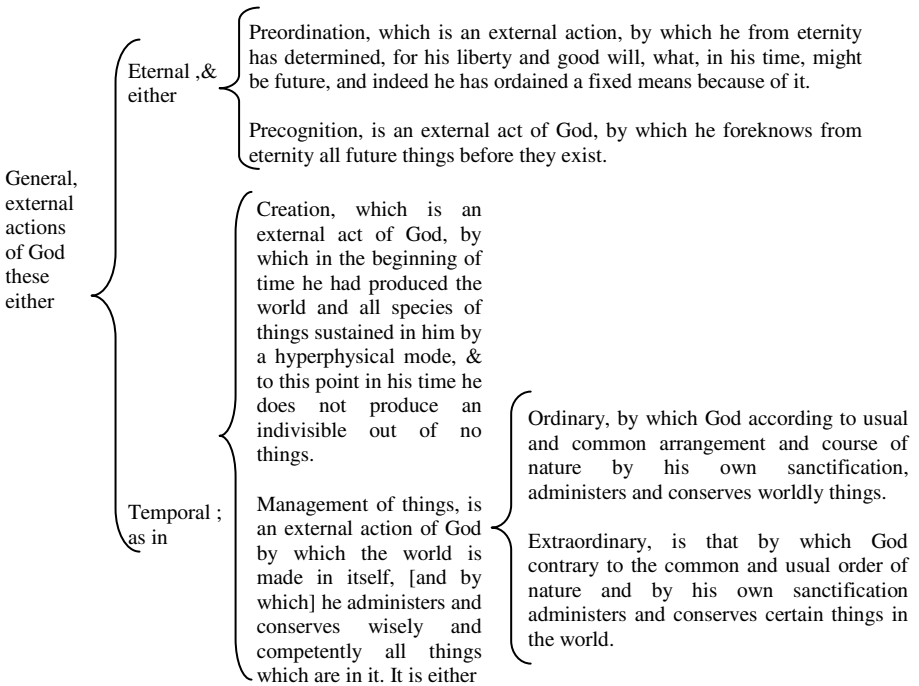 General,
external
actions
of God
these
either
Eternal ,&
either
Preordination, which is an external action, by which he from eternity
has determined, for his liberty and good will, what, in his time, might
be future, and indeed he has ordained a fixed means because of it.
Precognition, is an external act of God, by which he foreknows from
eternity all future things before they exist.
Temporal ;
as in
Creation, which is an
external act of God, by
which in the beginning of
time he had produced the
world and all species of
things sustained in him by
a hyperphysical mode, &
to this point in his time he
does not produce an
indivisible out of no
things.
Management of things, is
an external action of God
by which the world is
made in itself, [and by
which] he administers and
conserves wisely and
competently all things
which are in it. It is either
Ordinary, by which God according to usual
and common arrangement and course of
nature by his own sanctification,
administers and conserves worldly things.
Extraordinary, is that by which God
contrary to the common and usual order of
nature and by his own sanctification
administers and conserves certain things in
the world.